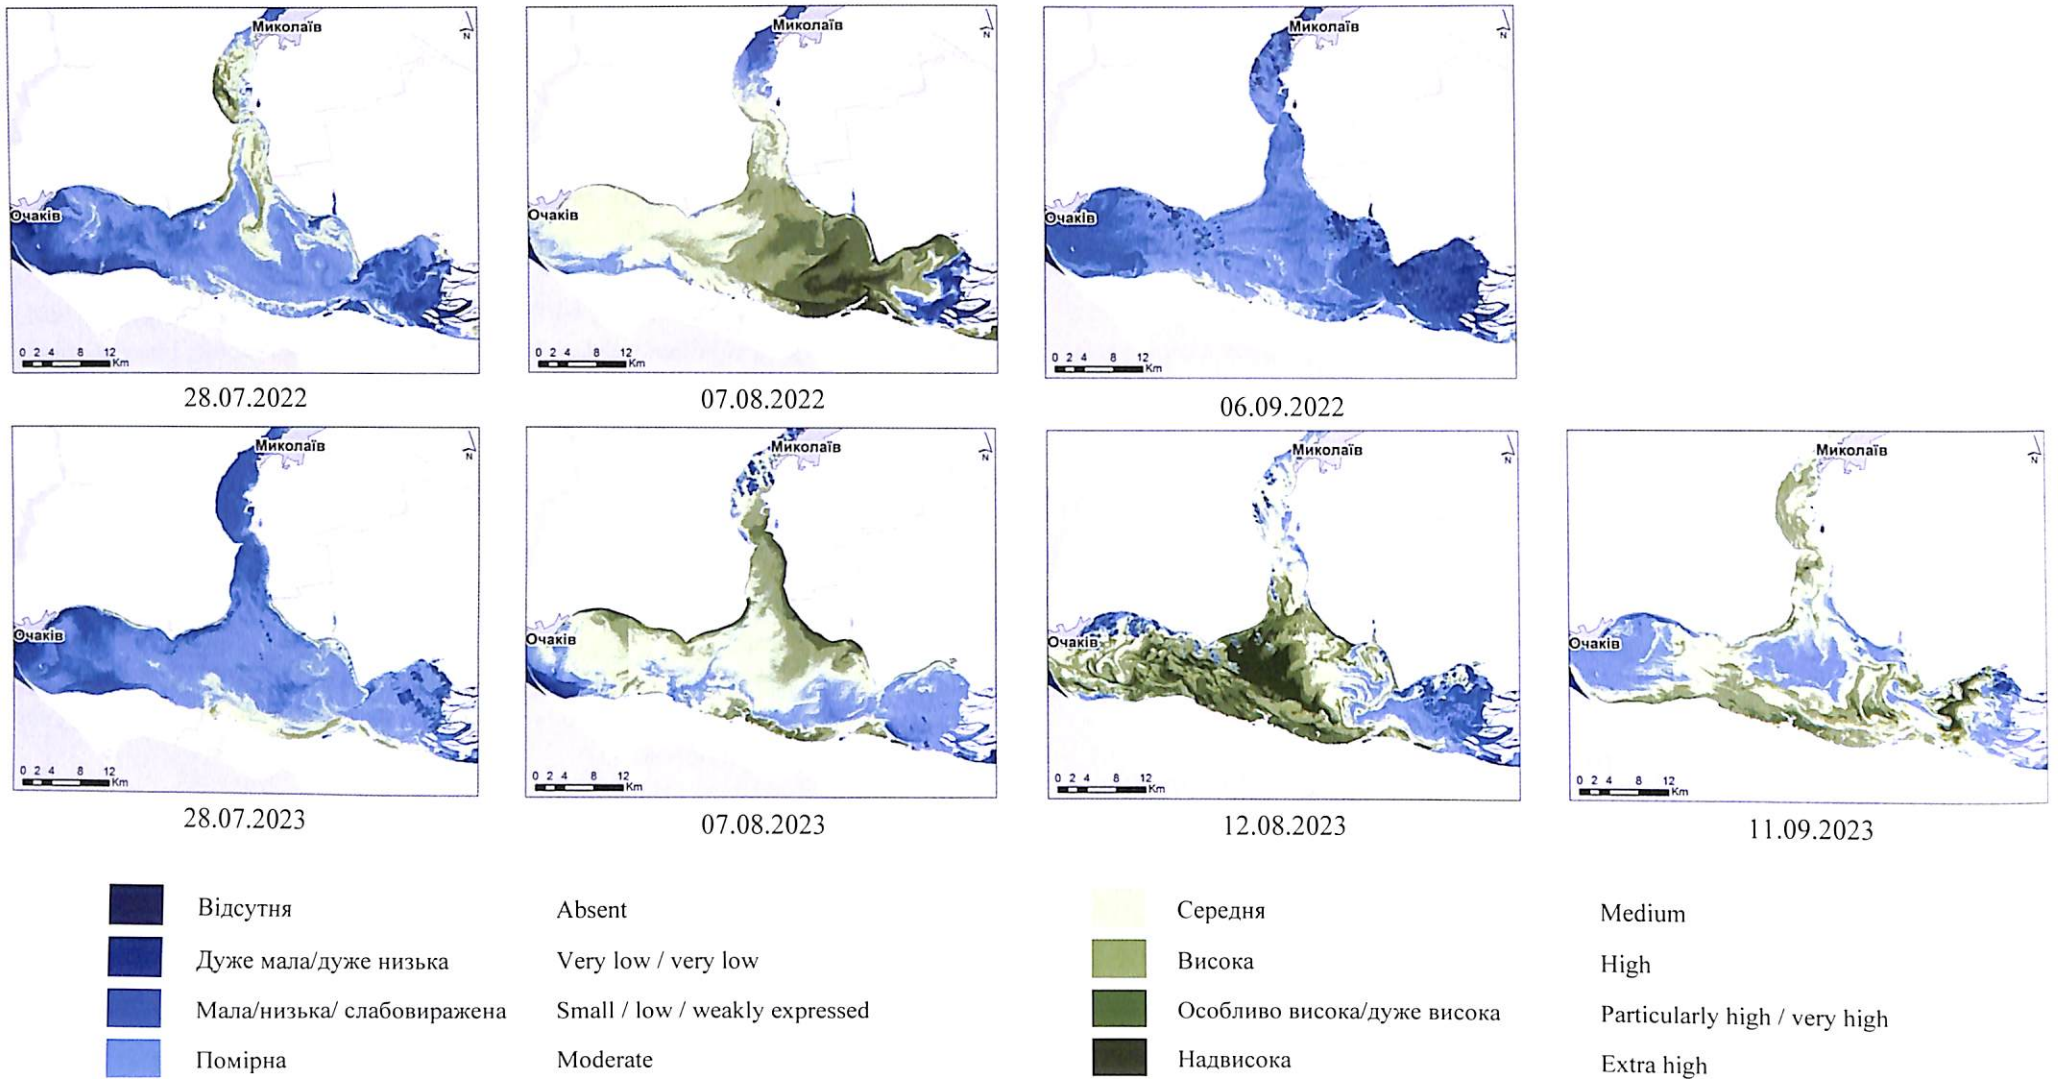 Миколаїв
N
Очаків
0 2 4 8 12
Km
28.07.2022
Миколаїв
N
Очаків
0 2 4 8 12
Km
07.08.2022
Миколаїв
N
Очаків
0 2 4 8 12
Km
06.09.2022
Миколаїв
N
Очаків
0 2 4 8 12
Km
28.07.2023
Миколаїв
N
Очаків
0 2 4 8 12
Km
07.08.2023
Миколаїв
N
Очаків
0 2 4 8 12
Km
12.08.2023
Миколаїв
N
Очаків
0 2 4 8 12
Km
11.09.2023
Відсутня Absent
Дуже мала/дуже низька Very low / very low
Мала/низька/ слабовиражена Small / low / weakly expressed
Помірна Moderate
Середня Medium
Висока High
Особливо висока/дуже висока Particularly high / very high
Надвисока Extra high